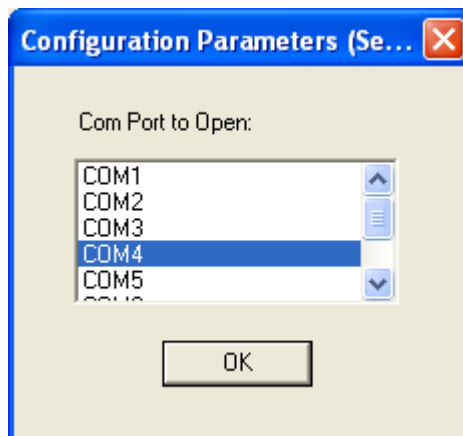 Configuration Parameters (Se...
Com Port to Open:
COM1
COM2
COM3
COM4
COM5
OK